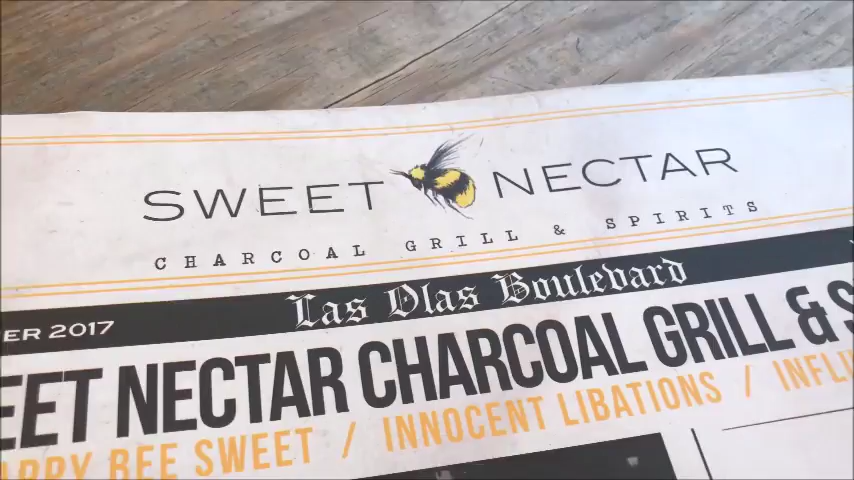 SWEET NECTAR
CHARCOAL GRILL & SPIRITS
ER 2017 Las Olas Boulevard
EET NECTAR CHARCOAL GRILL & S
APPY BEE SWEET / INNOCENT LIBATIONS / INFLU